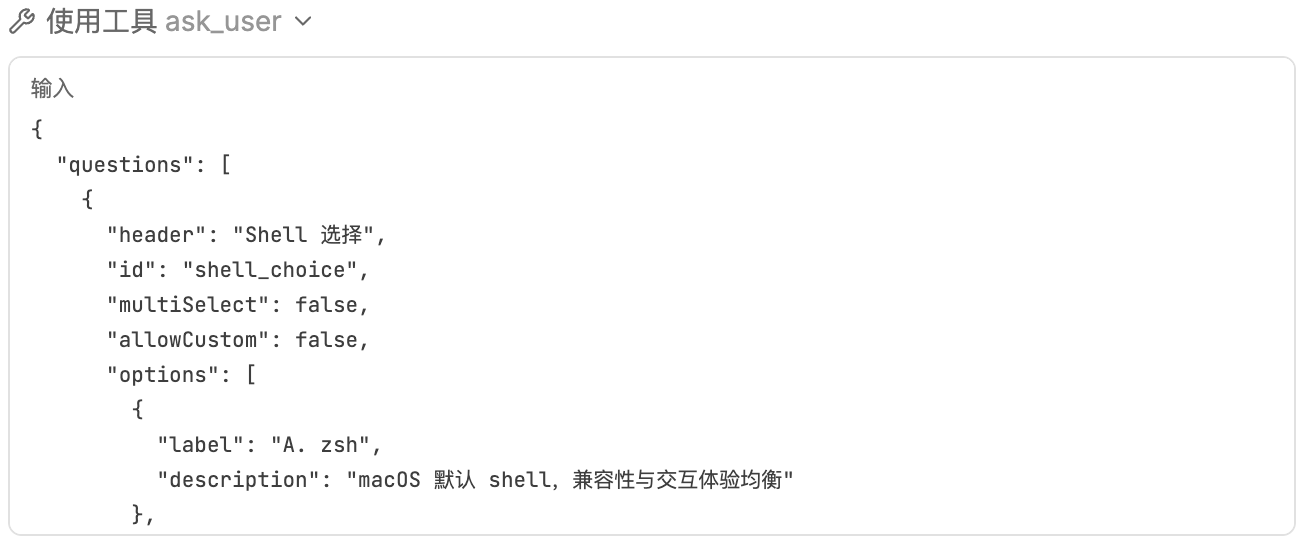 使用工具 ask_user
输入
{
  "questions": [
    {
      "header": "Shell 选择",
      "id": "shell_choice",
      "multiSelect": false,
      "allowCustom": false,
      "options": [
        {
          "label": "A. zsh",
          "description": "macOS 默认 shell，兼容性与交互体验均衡"
        },